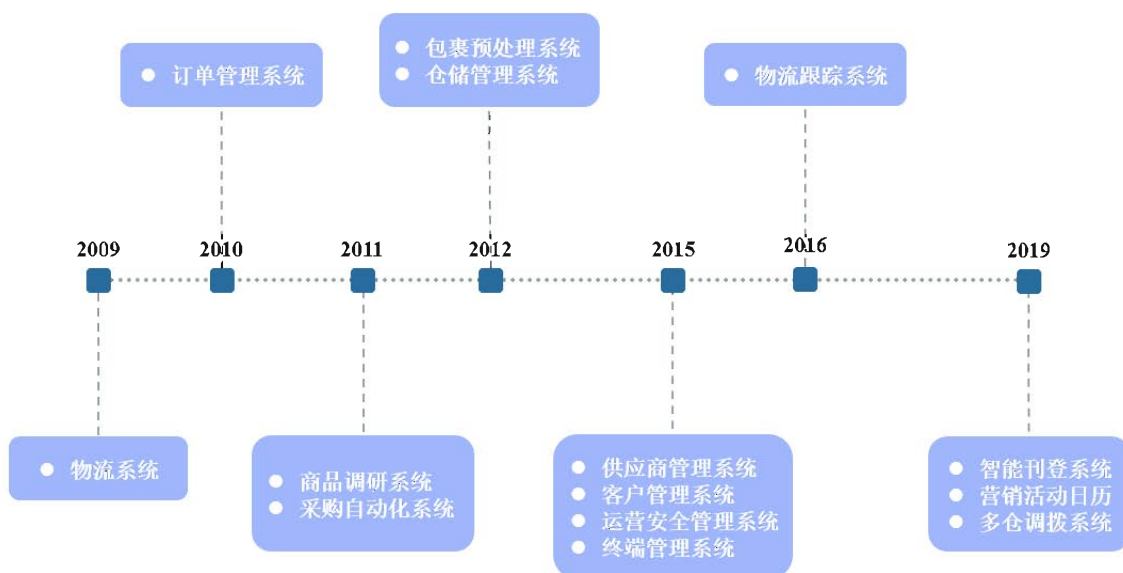 包裹预处理系统
仓储管理系统
订单管理系统
物流跟踪系统
2009
2010
2011
2012
2015
2016
2019
物流系统
商品调研系统
采购自动化系统
供应商管理系统
客户管理系统
运营安全管理系统
终端管理系统
智能刊登系统
营销活动日历
多仓调拨系统